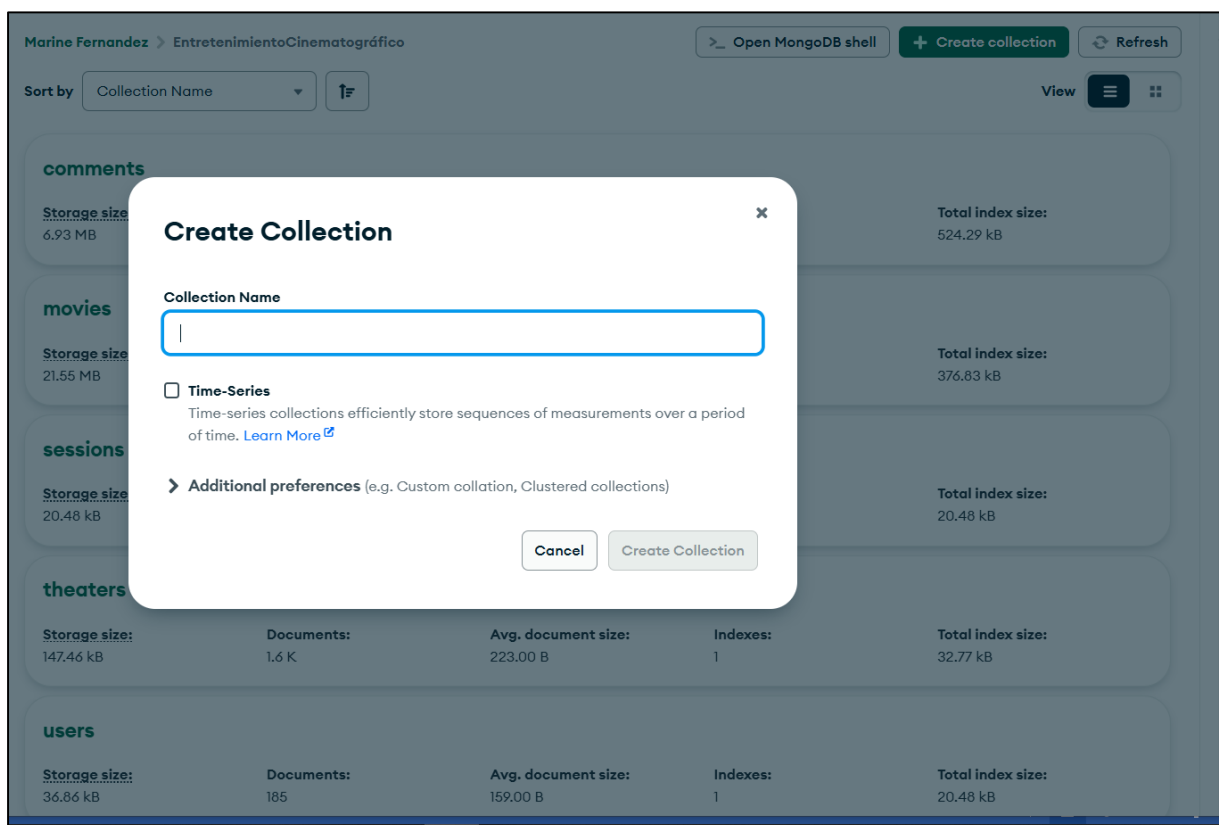 Marine Fernandez > EntretenimientoCinematográfico
>_ Open MongoDB shell
+ Create collection
Refresh
Sort by
Collection Name
View
comments
Storage size
6.93 MB
Total index size:
524.29 kB
movies
Storage size
21.55 MB
Total index size:
376.83 kB
sessions
Storage size
20.48 kB
Total index size:
20.48 kB
Create Collection
Collection Name
Time-Series
Time-series collections efficiently store sequences of measurements over a period
of time. Learn More
Additional preferences (e.g. Custom collation, Clustered collections)
Cancel
Create Collection
theaters
Storage size: Documents: Avg. document size: Indexes: Total index size:
147.46 kB 1.6 K 223.00 B 1 32.77 kB
users
Storage size: Documents: Avg. document size: Indexes: Total index size:
36.86 kB 185 159.00 B 1 20.48 kB